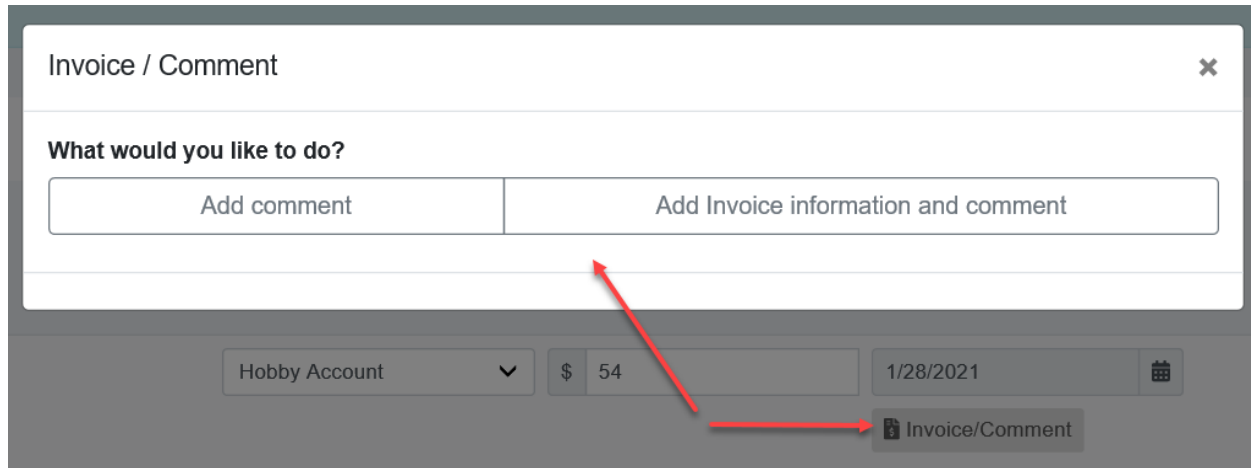 Invoice / Comment ×
What would you like to do?
Add comment Add Invoice information and comment
Hobby Account $ 54 1/28/2021
Invoice/Comment